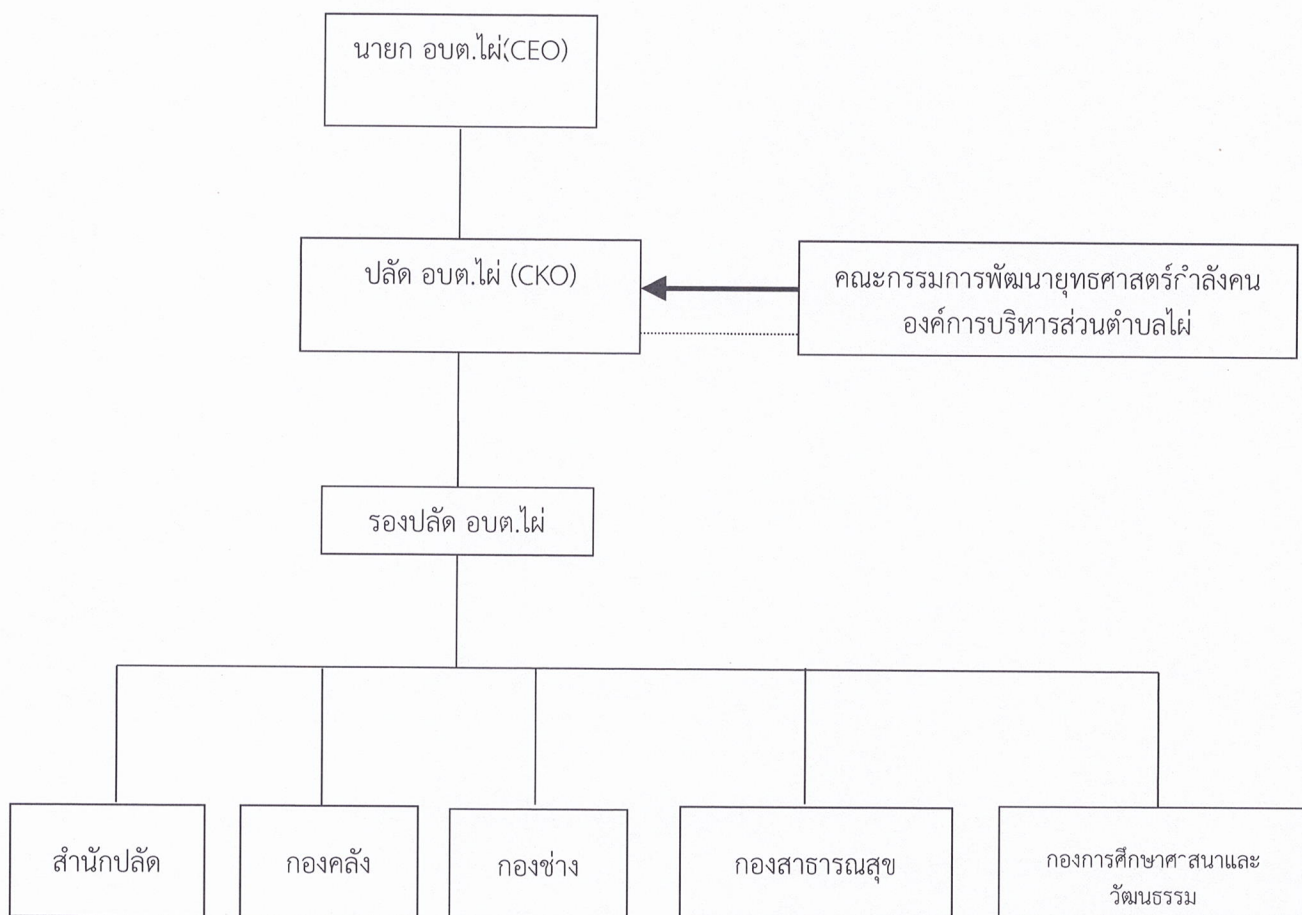 นายก อบต.ไผ่(CEO)
ปลัด อบต.ไผ่ (CKO)
คณะกรรมการพัฒนายุทธศาสตร์กำลังคน
องค์การบริหารส่วนตำบลไผ่
รองปลัด อบต.ไผ่
สำนักปลัด
กองคลัง
กองช่าง
กองสาธารณสุข
กองการศึกษาศาสนาและ
วัฒนธรรม